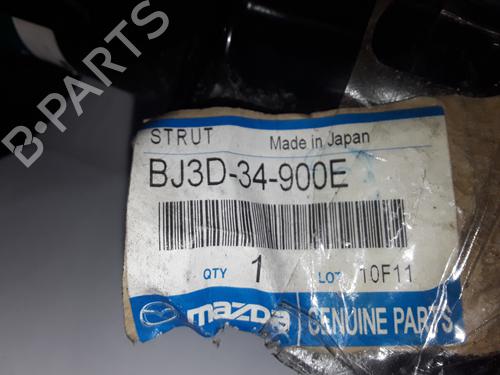 B-PARTS
STRUT Made in Japan
BJ3D-34-900E
QTY 1 LOT 10F11
mazda GENUINE PARTS